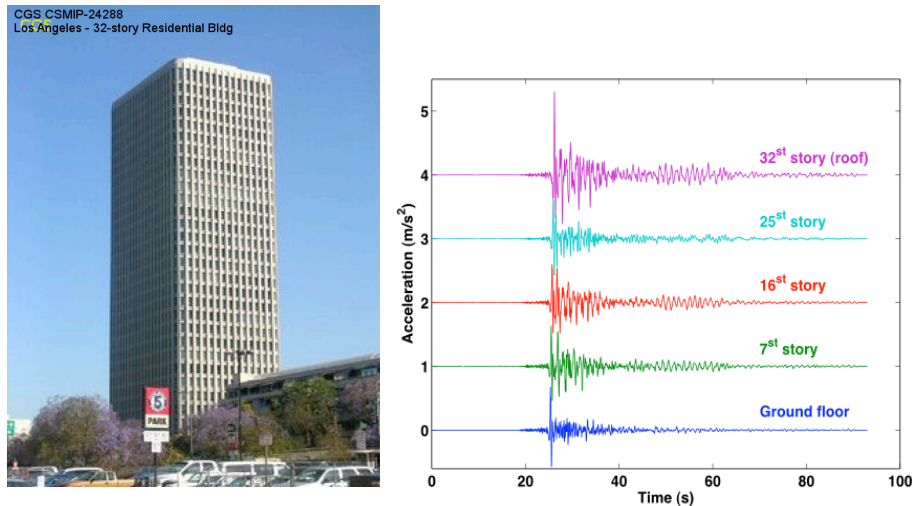 CGS CSMIP-24288
Los Angeles - 32-story Residential Bldg
CGS
5
PARK
5
4
3
2
1
0
Acceleration (m/s²)
32st story (roof)
25st story
16st story
7st story
Ground floor
0
20
40
60
80
100
Time (s)